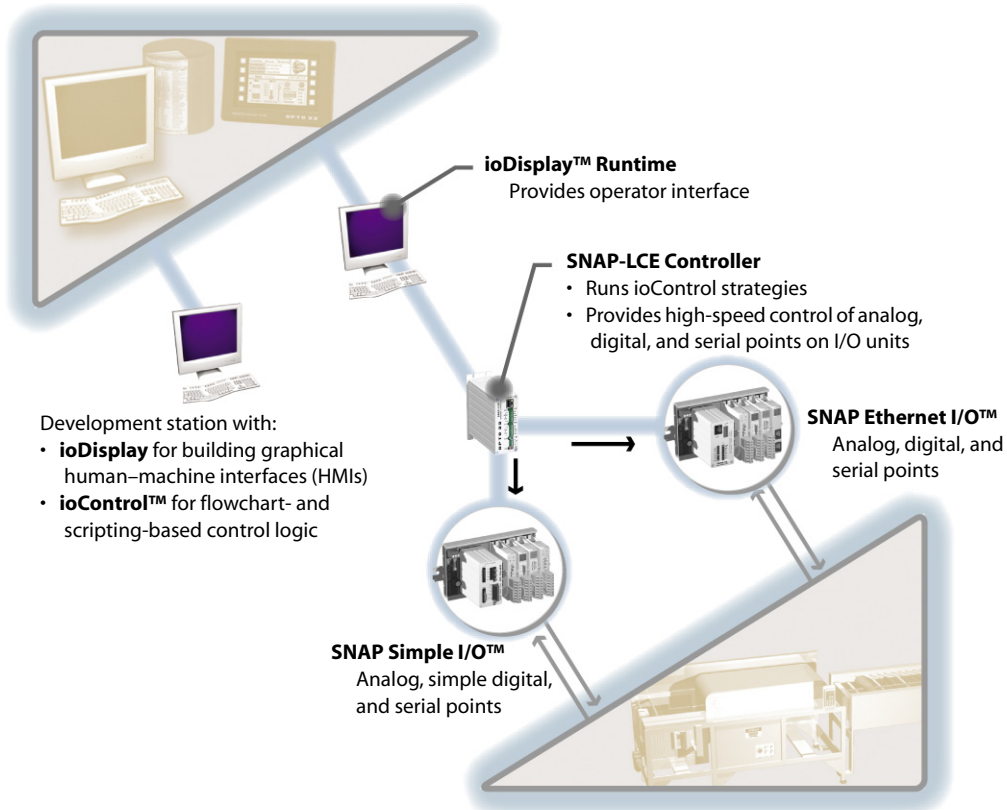 OPTO 22
ioDisplay™ Runtime
Provides operator interface
SNAP-LCE Controller
• Runs ioControl strategies
• Provides high-speed control of analog,
digital, and serial points on I/O units
SNAP Ethernet I/O™
Analog, digital, and
serial points
Development station with:
• ioDisplay for building graphical
human–machine interfaces (HMIs)
• ioControl™ for flowchart- and
scripting-based control logic
SNAP Simple I/O™
Analog, simple digital,
and serial points